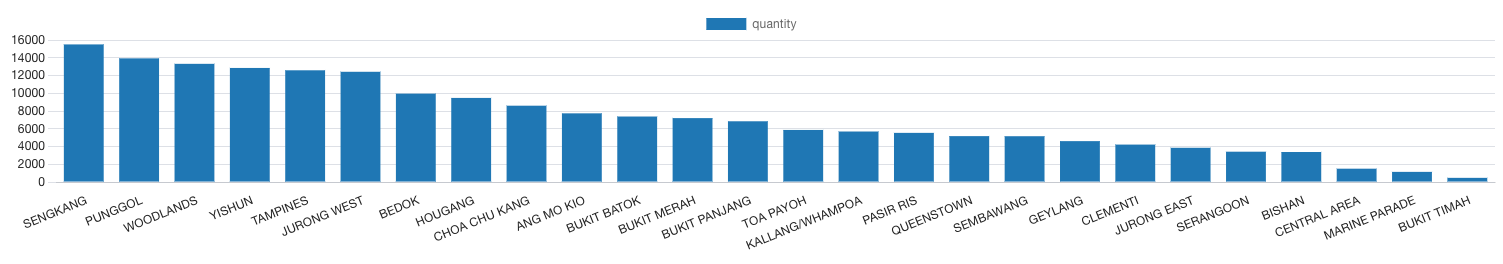 quantity
16000
14000
12000
10000
8000
6000
4000
2000
0
SENGKANG
PUNGGOL
WOODLANDS
YISHUN
TAMPINES
JURONG WEST
BEDOK
HOUGANG
CHOA CHU KANG
ANG MO KIO
BUKIT BATOK
BUKIT MERAH
BUKIT PANJANG
TOA PAYOH
KALLANG/WHAMPOA
PASIR RIS
QUEENSTOWN
SEMBAWANG
GEYLANG
CLEMENTI
JURONG EAST
SERANGOON
BISHAN
CENTRAL AREA
MARINE PARADE
BUKIT TIMAH